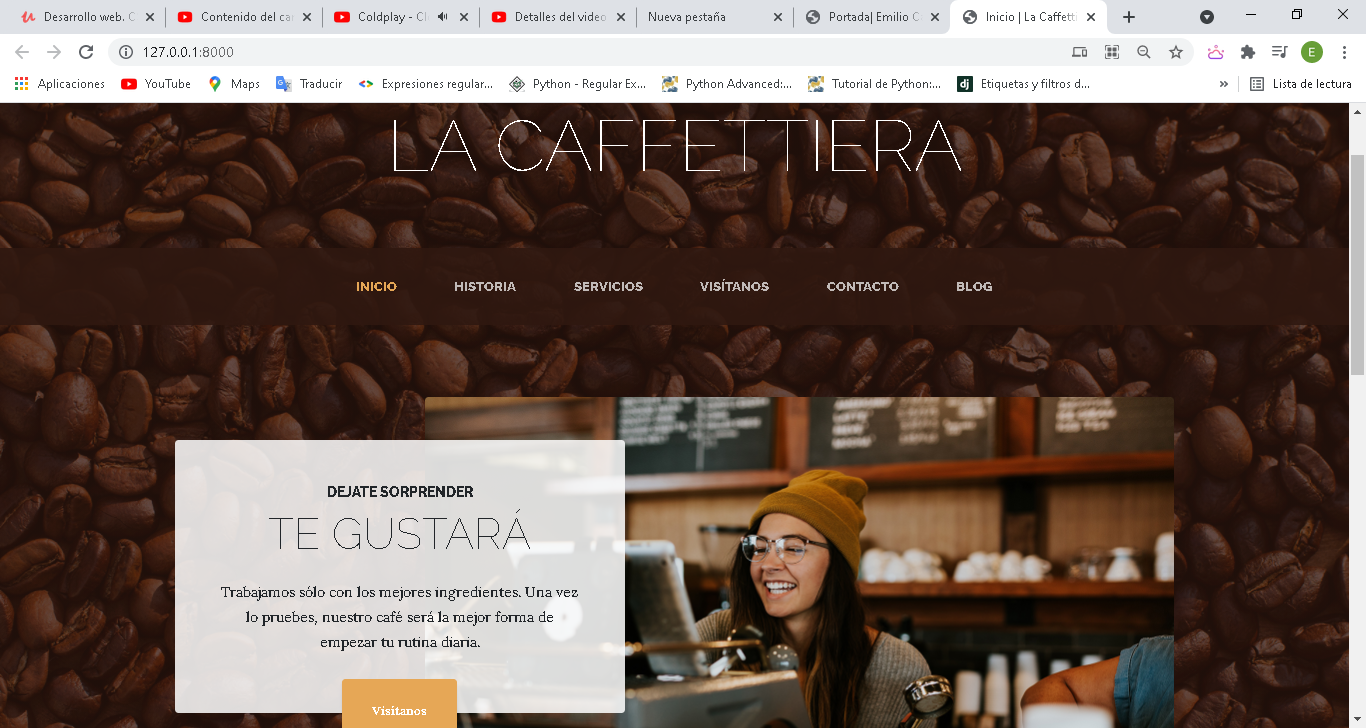 Desarrollo web. C
Contenido del ca
Coldplay - Cl
Detalles del video
Nueva pestaña
Portada| Emilio C
Inicio | La Caffetti
127.0.0.1:8000
E
Aplicaciones
YouTube
Maps
Traducir
Expresiones regular...
Python - Regular Ex...
Python Advanced:...
Tutorial de Python:...
dj
Etiquetas y filtros d...
»
Lista de lectura
LA CAFFETTIERA
INICIO
HISTORIA
SERVICIOS
VISÍTANOS
CONTACTO
BLOG
DEJATE SORPRENDER
TE GUSTARÁ
Trabajamos sólo con los mejores ingredientes. Una vez
lo pruebes, nuestro café será la mejor forma de
empezar tu rutina diaria.
Visítanos